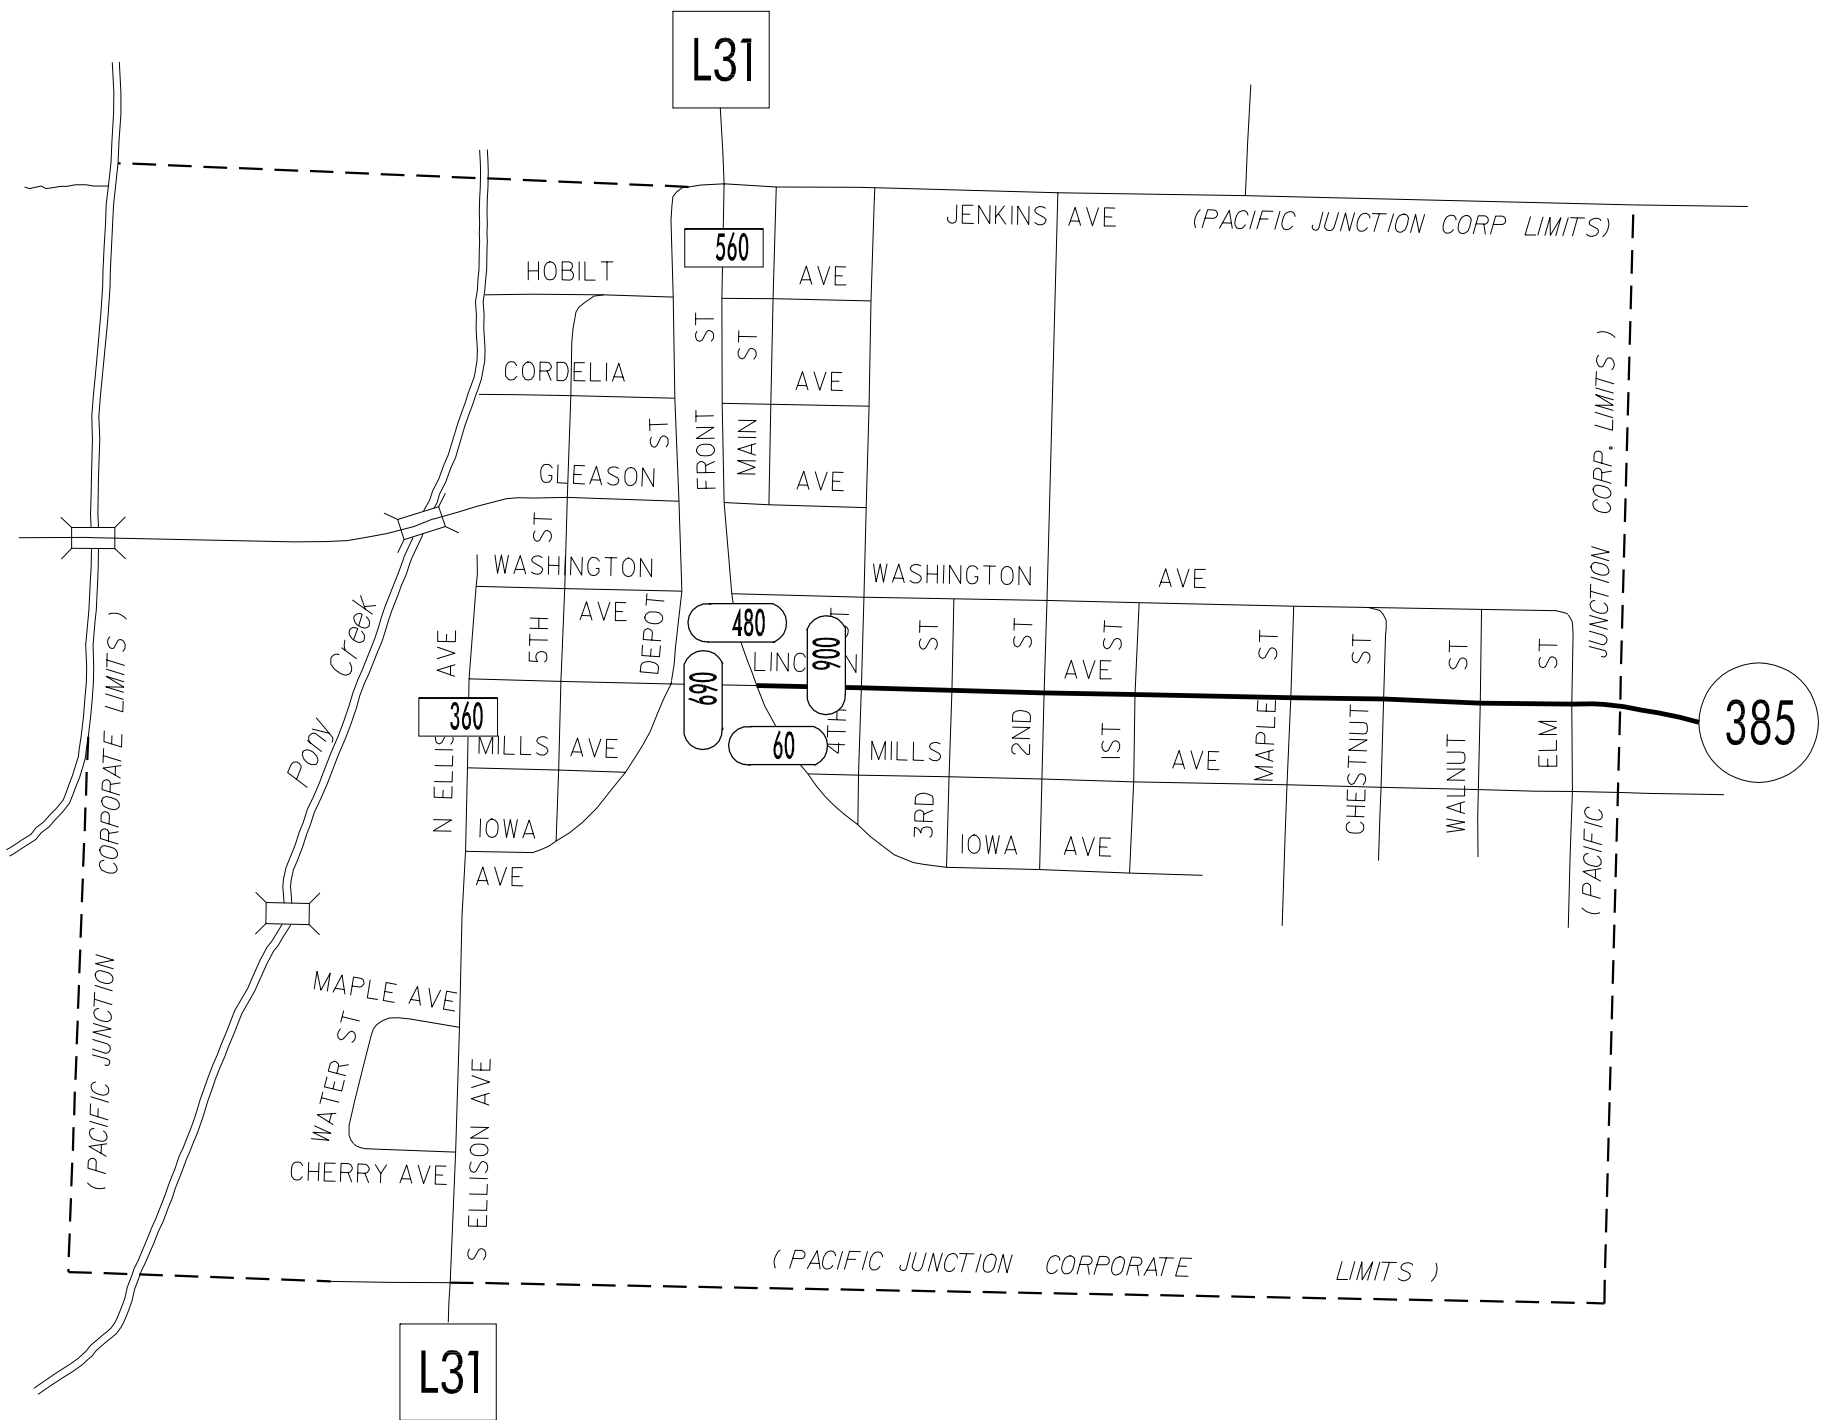 L31
JENKINS AVE
(PACIFIC JUNCTION CORP LIMITS)
560
HOBILT AVE
FRONT ST
MAIN ST
CORDELIA AVE
DEPOT ST
GLEASON AVE
5TH ST
WASHINGTON AVE
WASHINGTON AVE
Pony Creek
N ELLIS AVE
480
900
690
LINC N AVE
4TH ST
3RD ST
2ND ST
1ST ST
MAPLE ST
CHESTNUT ST
WALNUT ST
ELM ST
385
360
60
MILLS AVE
MILLS AVE
IOWA AVE
IOWA AVE
(PACIFIC JUNCTION CORP. LIMITS)
(PACIFIC JUNCTION CORPORATE LIMITS)
MAPLE AVE
WATER ST
CHERRY AVE
S ELLISON AVE
(PACIFIC JUNCTION CORPORATE LIMITS)
L31